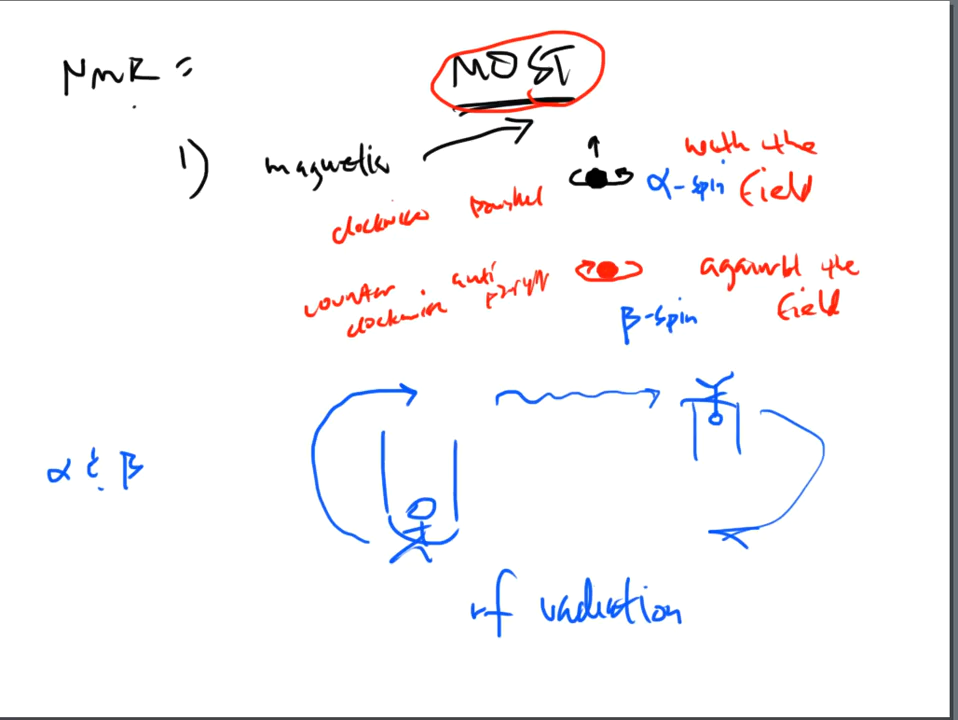 NMR =
MOST
1) magnetic
with the
α-spin field
clockwise parallel
counter anti
clockwise parallel
against the
field
β-spin
α & β
rf radiation